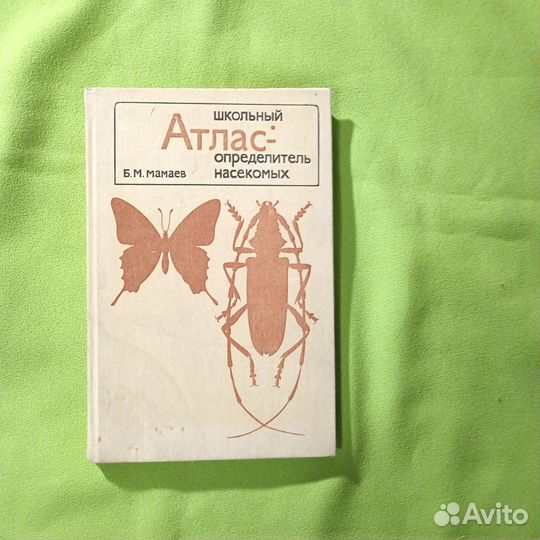 школьный
Атлас-
определитель
Б.М. мамаев насекомых
Avito